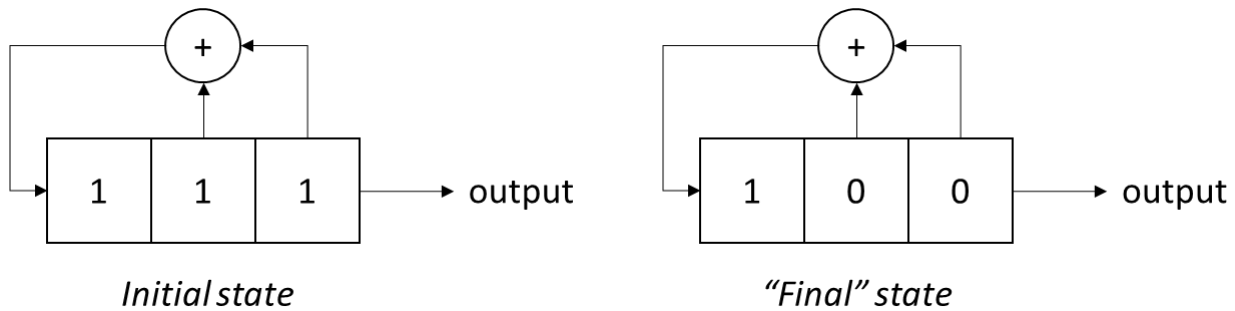 + +
1 1 1 output 1 0 0 output
Initial state “Final” state